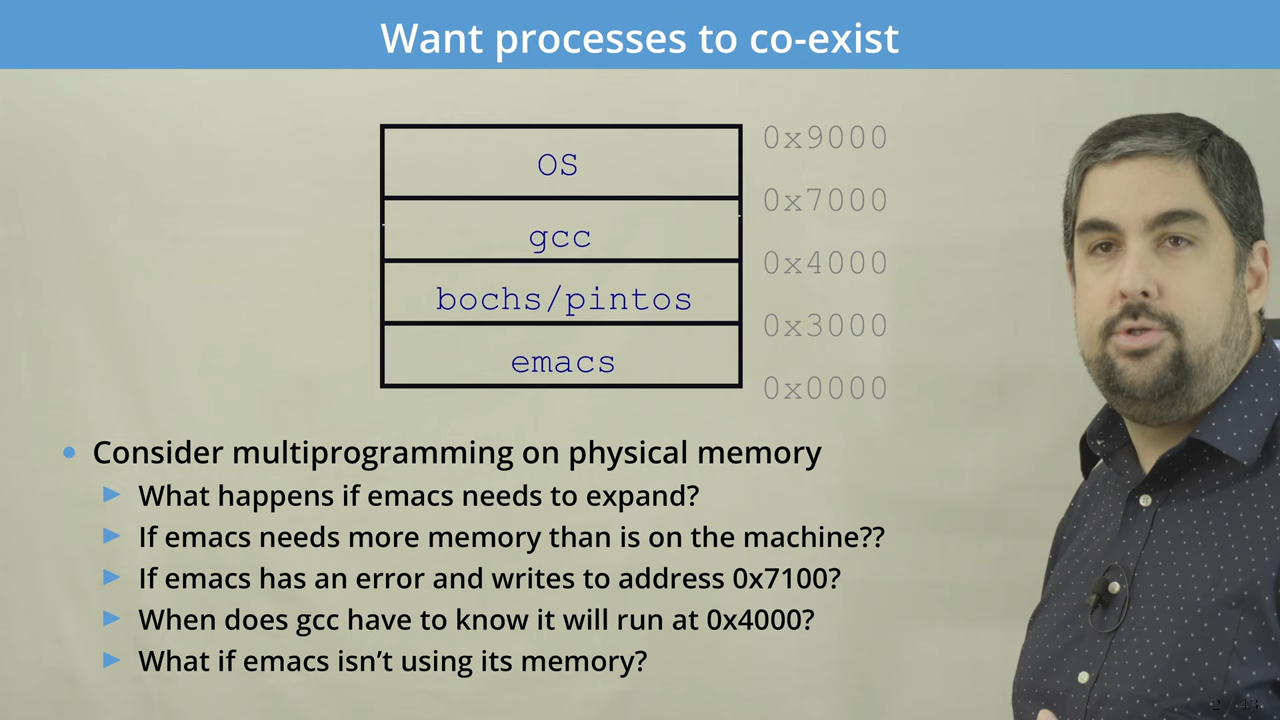 Want processes to co-exist
OS
gcc
bochs/pintos
emacs
0x9000
0x7000
0x4000
0x3000
0x0000
Consider multiprogramming on physical memory
What happens if emacs needs to expand?
If emacs needs more memory than is on the machine??
If emacs has an error and writes to address 0x7100?
When does gcc have to know it will run at 0x4000?
What if emacs isn’t using its memory?